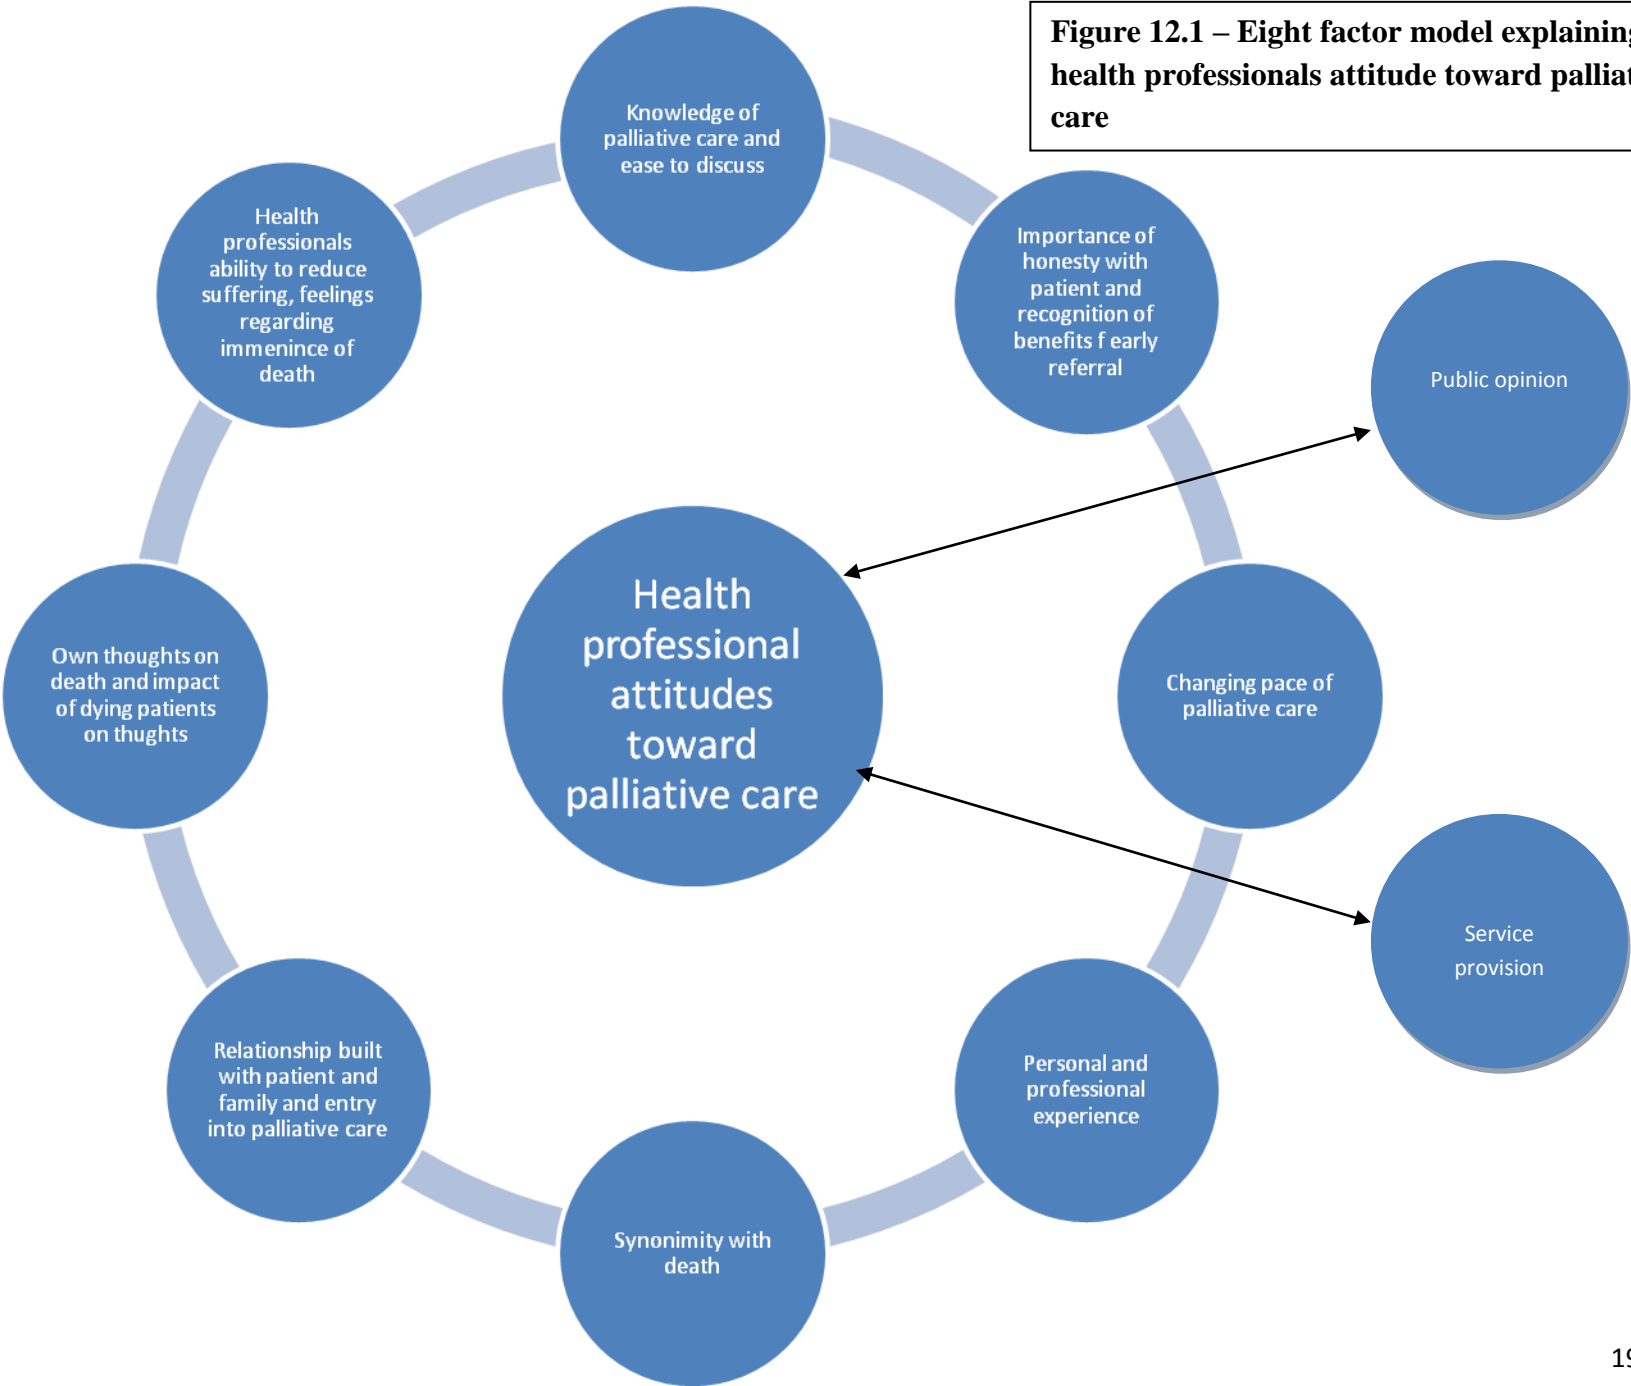 Figure 12.1 – Eight factor model explaining
health professionals attitude toward
care
Knowledge of
palliative care and
ease to discuss
Importance of
honesty with
patient and
recognition of
benefits f early
referral
Changing pace of
palliative care
Personal and
professional
experience
Synonimity with
death
Relationship built
with patient and
family and entry
into palliative care
Own thoughts on
death and impact
of dying patients
on thughts
Health
professionals
ability to reduce
suffering, feelings
regarding
immenince of
death
Health
professional
attitudes
toward
palliative care
Public opinion
Service
provision